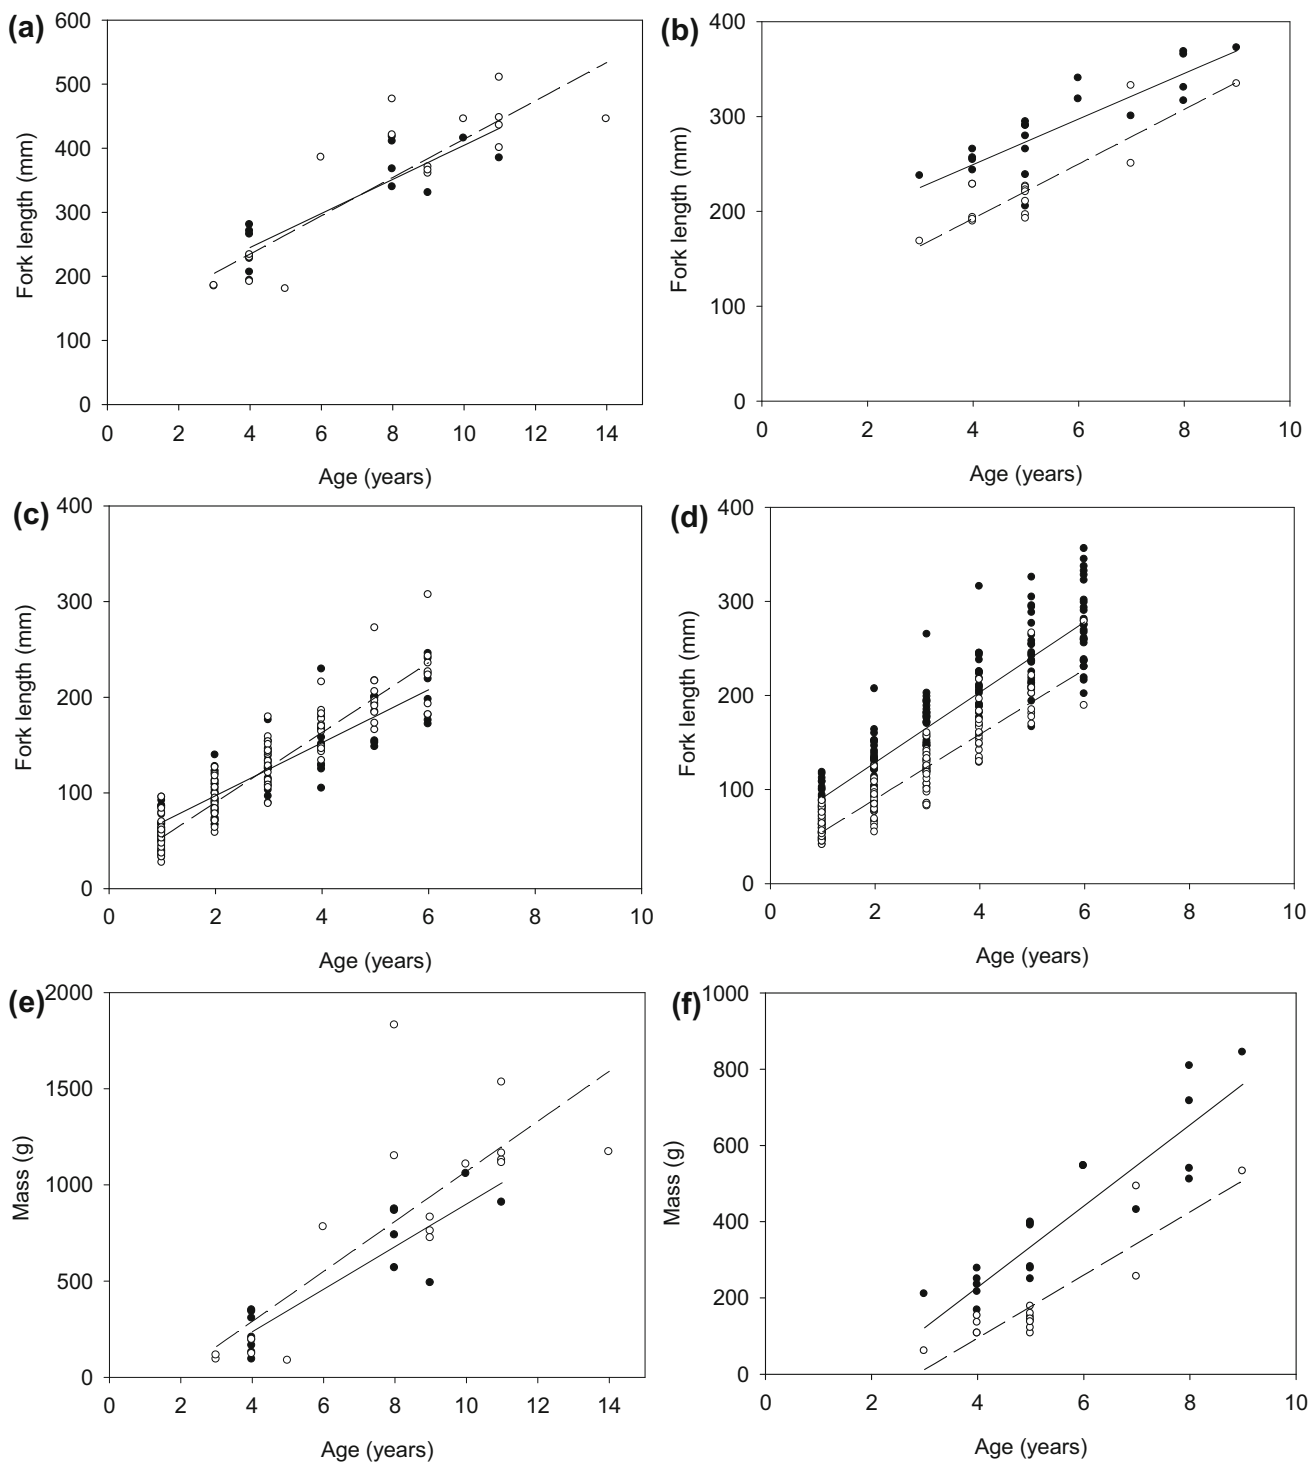 (a)
600
500
400
300
200
100
0
Fork length (mm)
0 2 4 6 8 10 12 14
Age (years)
(b)
400
300
200
100
0
Fork length (mm)
0 2 4 6 8 10
Age (years)
(c)
400
300
200
100
0
Fork length (mm)
0 2 4 6 8 10
Age (years)
(d)
400
300
200
100
0
Fork length (mm)
0 2 4 6 8 10
Age (years)
(e)
2000
1500
1000
500
0
Mass (g)
0 2 4 6 8 10 12 14
Age (years)
(f)
1000
800
600
400
200
0
Mass (g)
0 2 4 6 8 10
Age (years)